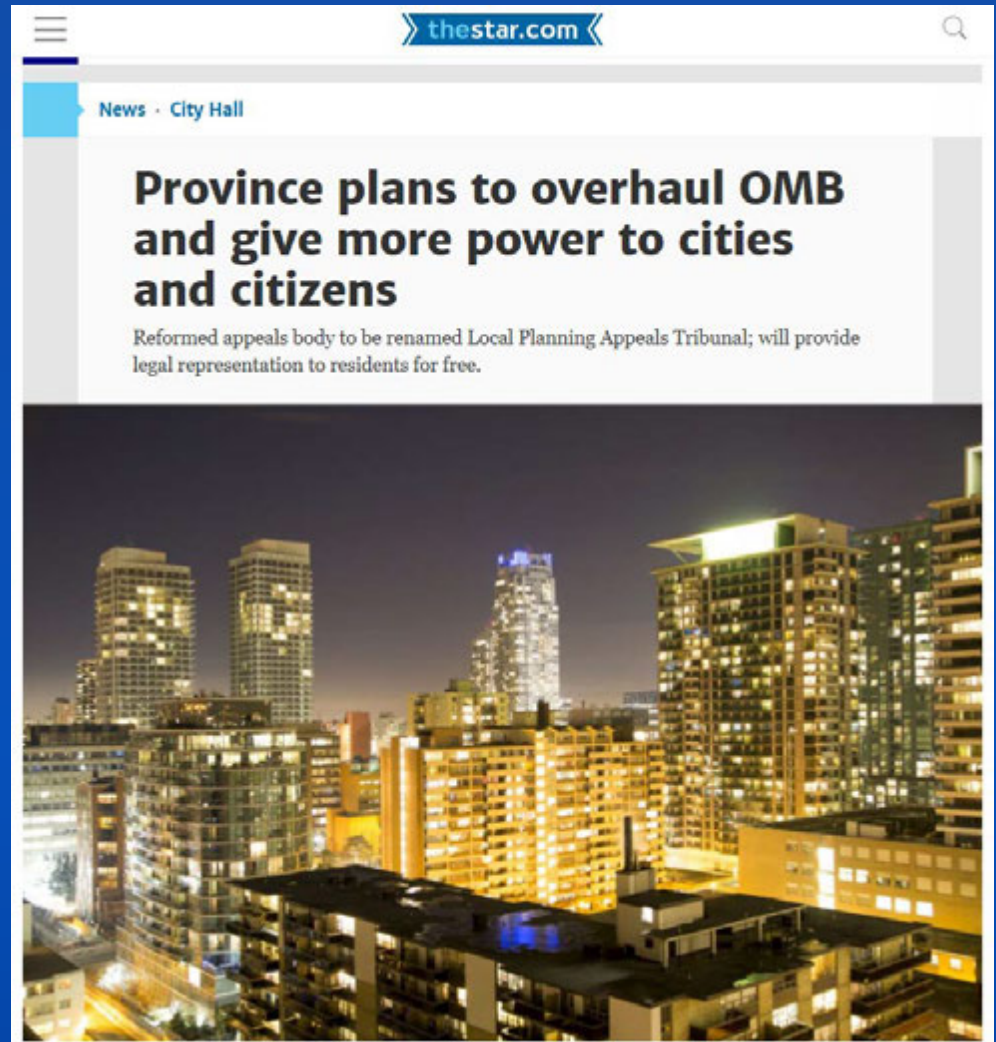 thestar.com
News · City Hall
Province plans to overhaul OMB
and give more power to cities
and citizens
Reformed appeals body to be renamed Local Planning Appeals Tribunal; will provide
legal representation to residents for free.